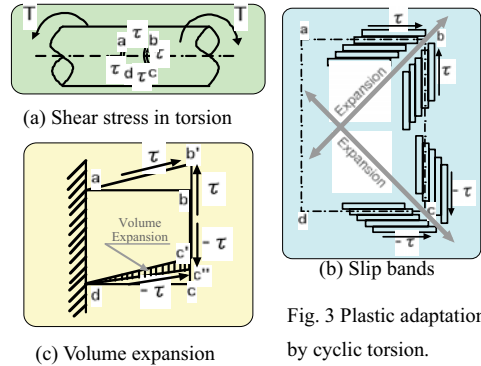 T τ T
τ
a b
τ
τ d c
τ
(a) Shear stress in torsion
τ
a b
τ
Expansion
Expansion
-τ
d c
-τ
(b) Slip bands
τ b'
a
τ
b
Volume
Expansion
-τ
c'
c"
d -τ c
(c) Volume expansion
Fig. 3 Plastic adaptation
by cyclic torsion.